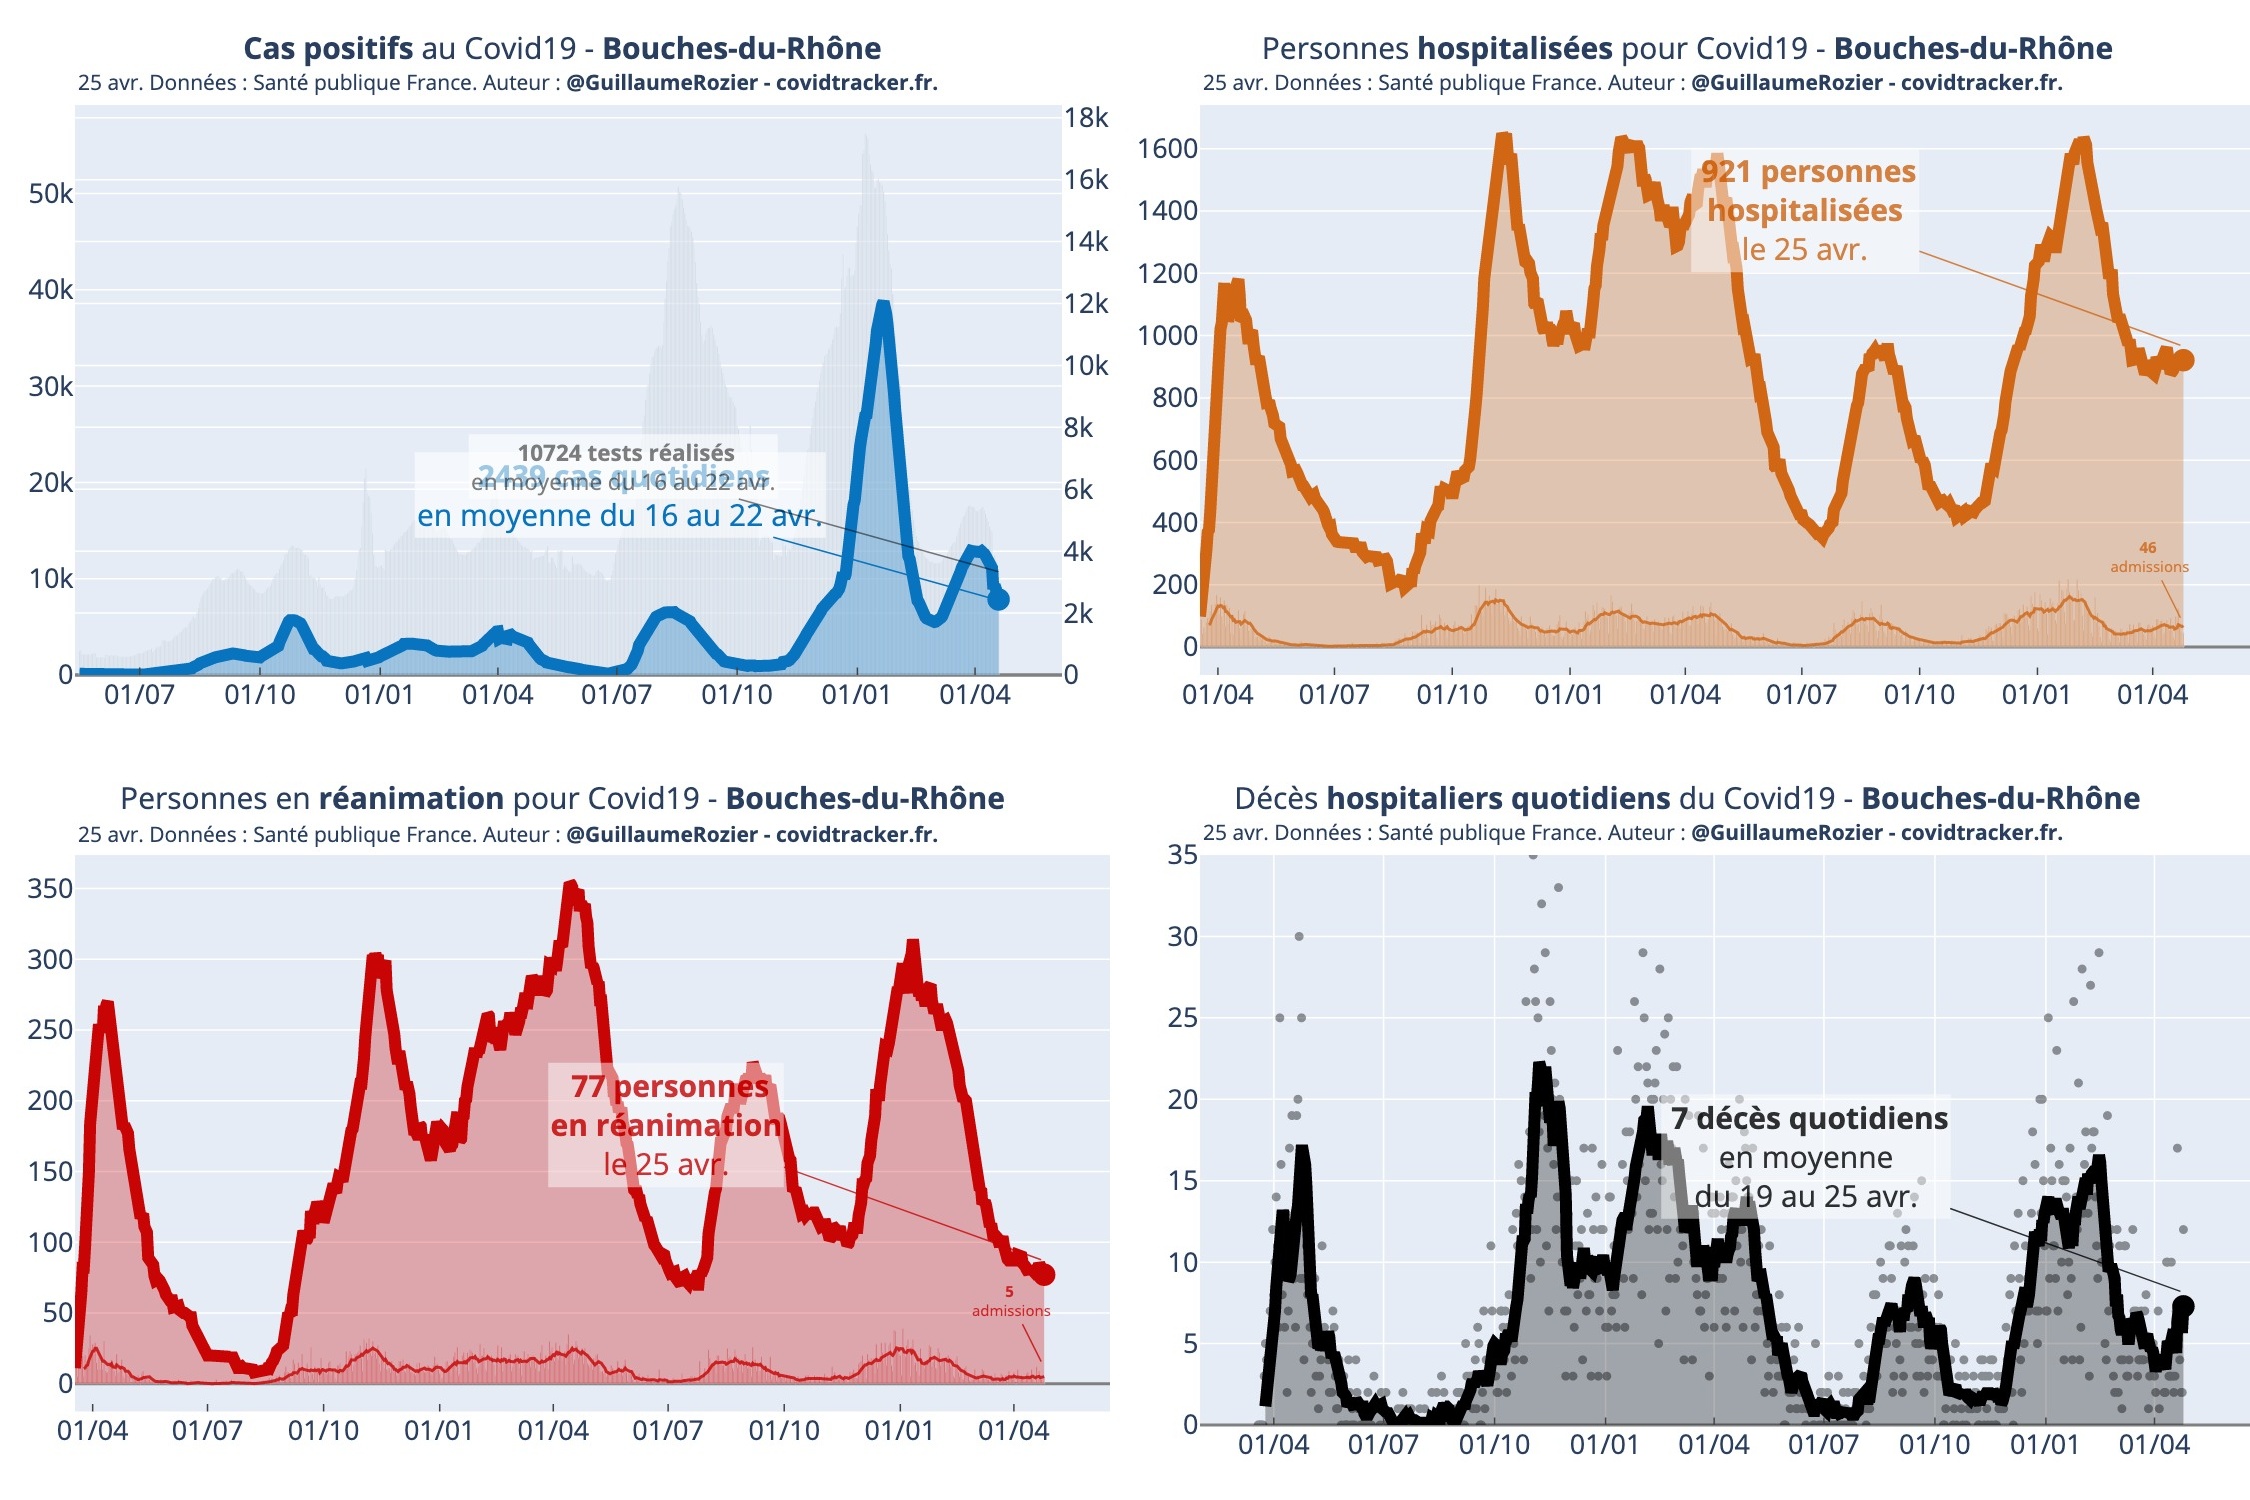 Cas positifs au Covid19 - Bouches-du-Rhône
25 avr. Données : Santé publique France. Auteur : @GuillaumeRozier - covidtracker.fr.
18k
16k
14k
12k
10k
8k
6k
4k
2k
0
50k
40k
30k
20k
10k
0
10724 tests réalisés
en moyenne du 16 au 22 avr.
2439 cas quotidiens
en moyenne du 16 au 22 avr.
01/07 01/10 01/01 01/04 01/07 01/10 01/01 01/04
Personnes hospitalisées pour Covid19 - Bouches-du-Rhône
25 avr. Données : Santé publique France. Auteur : @GuillaumeRozier - covidtracker.fr.
1600
1400
1200
1000
800
600
400
200
0
921 personnes
hospitalisées
le 25 avr.
46
admissions
01/04 01/07 01/10 01/01 01/04 01/07 01/10 01/01 01/04
Personnes en réanimation pour Covid19 - Bouches-du-Rhône
25 avr. Données : Santé publique France. Auteur : @GuillaumeRozier - covidtracker.fr.
350
300
250
200
150
100
50
0
77 personnes
en réanimation
le 25 avr.
5
admissions
01/04 01/07 01/10 01/01 01/04 01/07 01/10 01/01 01/04
Décès hospitaliers quotidiens du Covid19 - Bouches-du-Rhône
25 avr. Données : Santé publique France. Auteur : @GuillaumeRozier - covidtracker.fr.
35
30
25
20
15
10
5
0
7 décès quotidiens
en moyenne
du 19 au 25 avr.
01/04 01/07 01/10 01/01 01/04 01/07 01/10 01/01 01/04